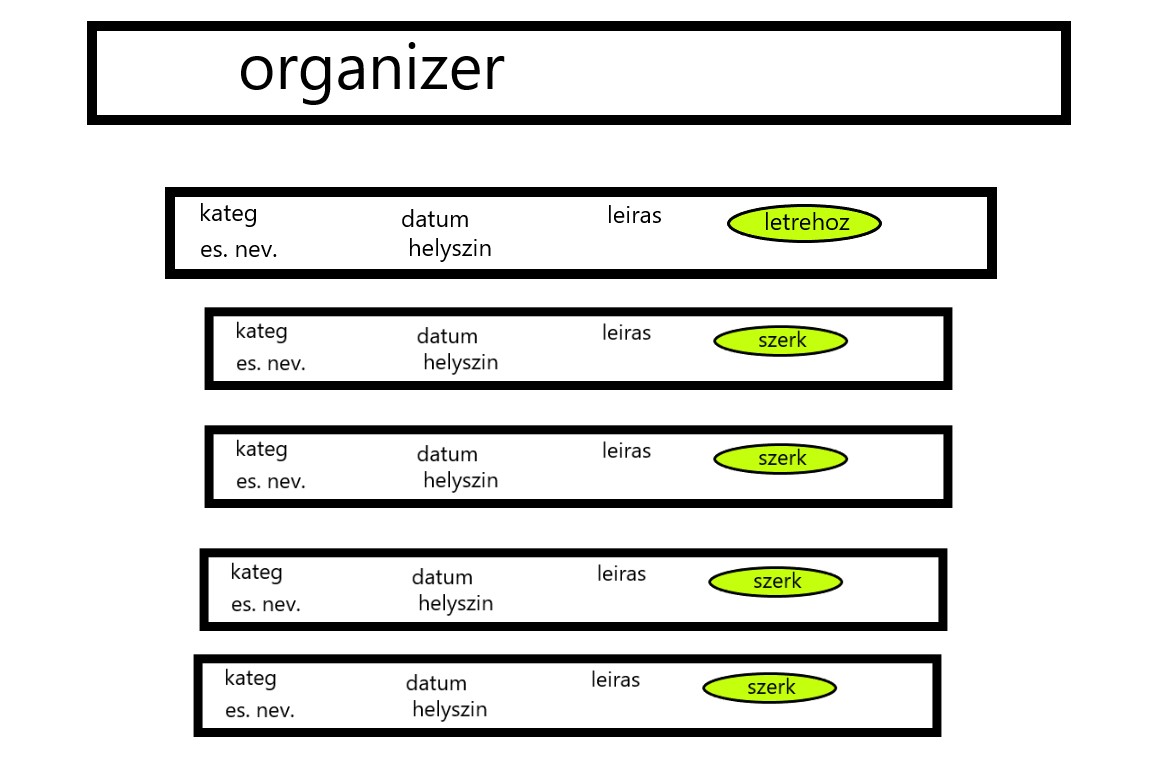 organizer
kateg datum leiras letrehoz
es. nev. helyszin
kateg datum leiras szerk
es. nev. helyszin
kateg datum leiras szerk
es. nev. helyszin
kateg datum leiras szerk
es. nev. helyszin
kateg datum leiras szerk
es. nev. helyszin